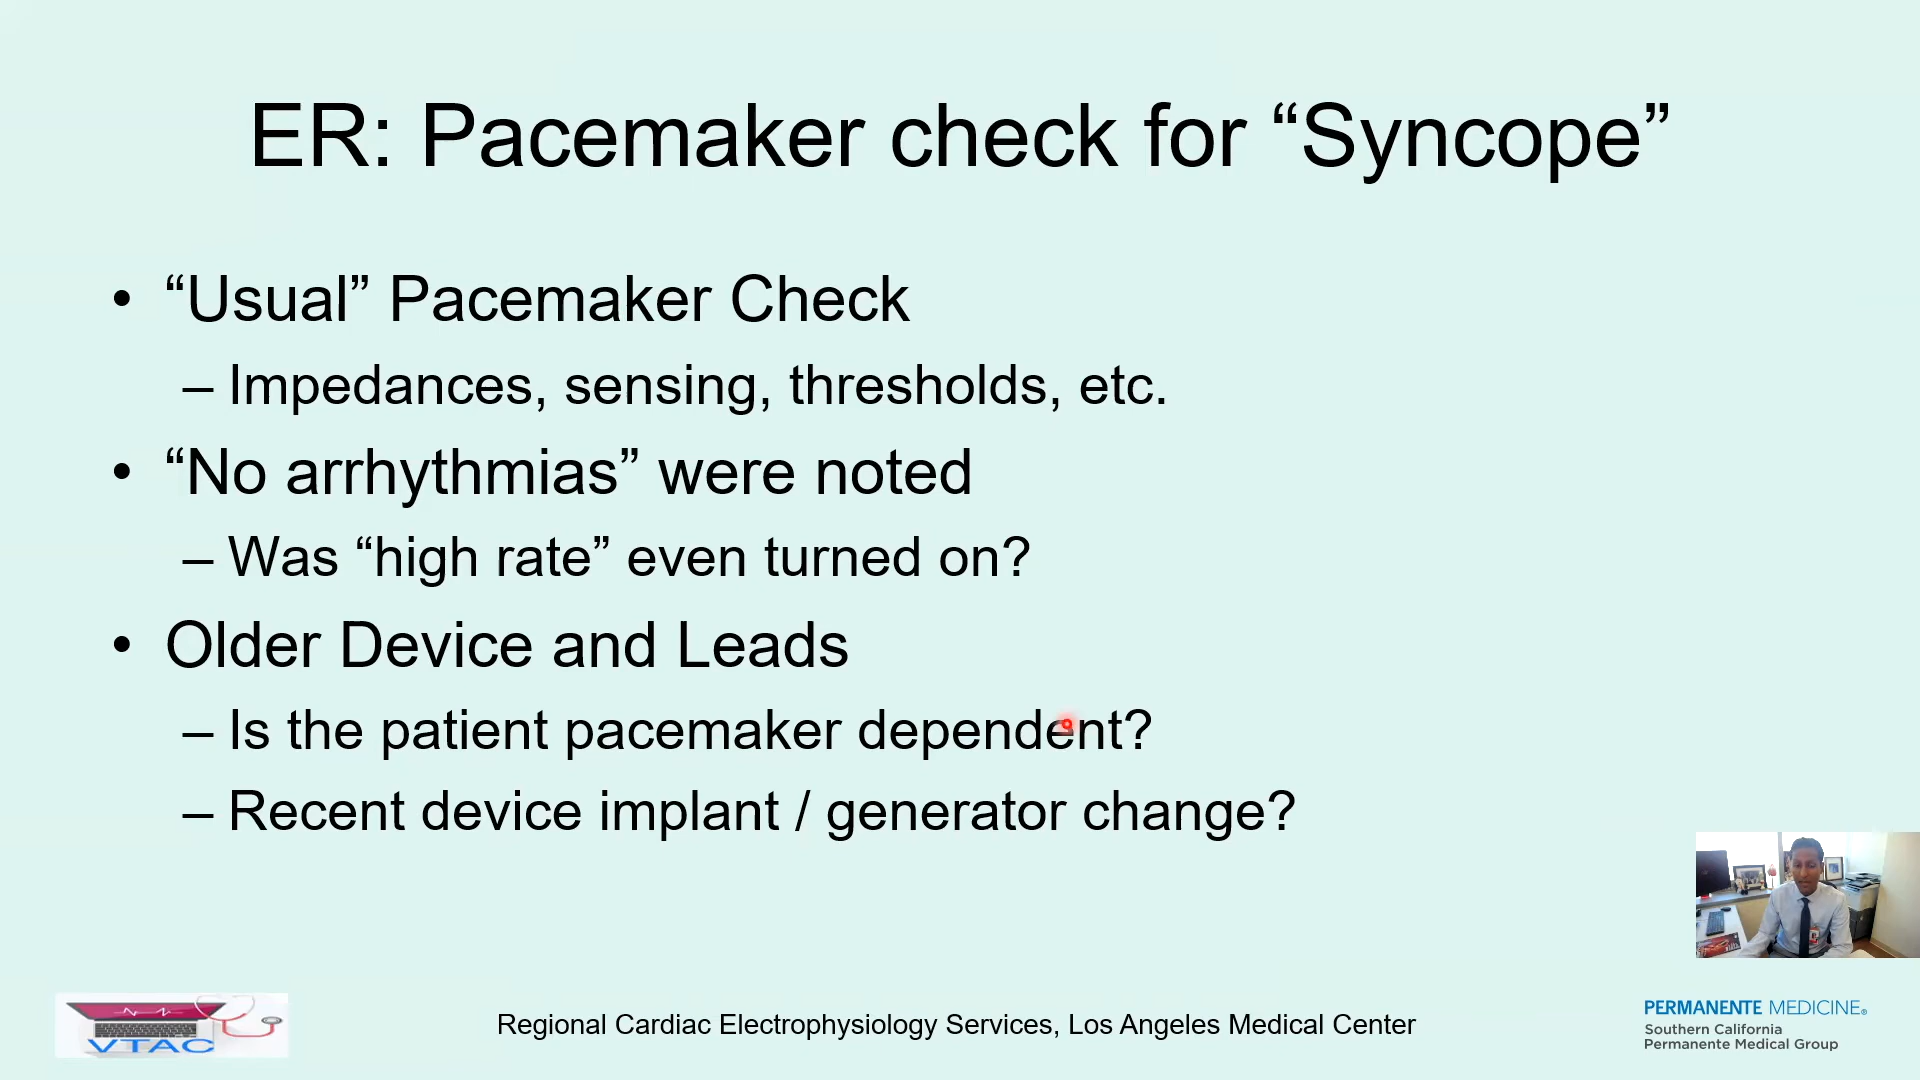 ER: Pacemaker check for “Syncope”
• “Usual” Pacemaker Check
– Impedances, sensing, thresholds, etc.
• “No arrhythmias” were noted
– Was “high rate” even turned on?
• Older Device and Leads
– Is the patient pacemaker dependent?
– Recent device implant / generator change?
VTAC
Regional Cardiac Electrophysiology Services, Los Angeles Medical Center
PERMANENTE MEDICINE®
Southern California
Permanente Medical Group